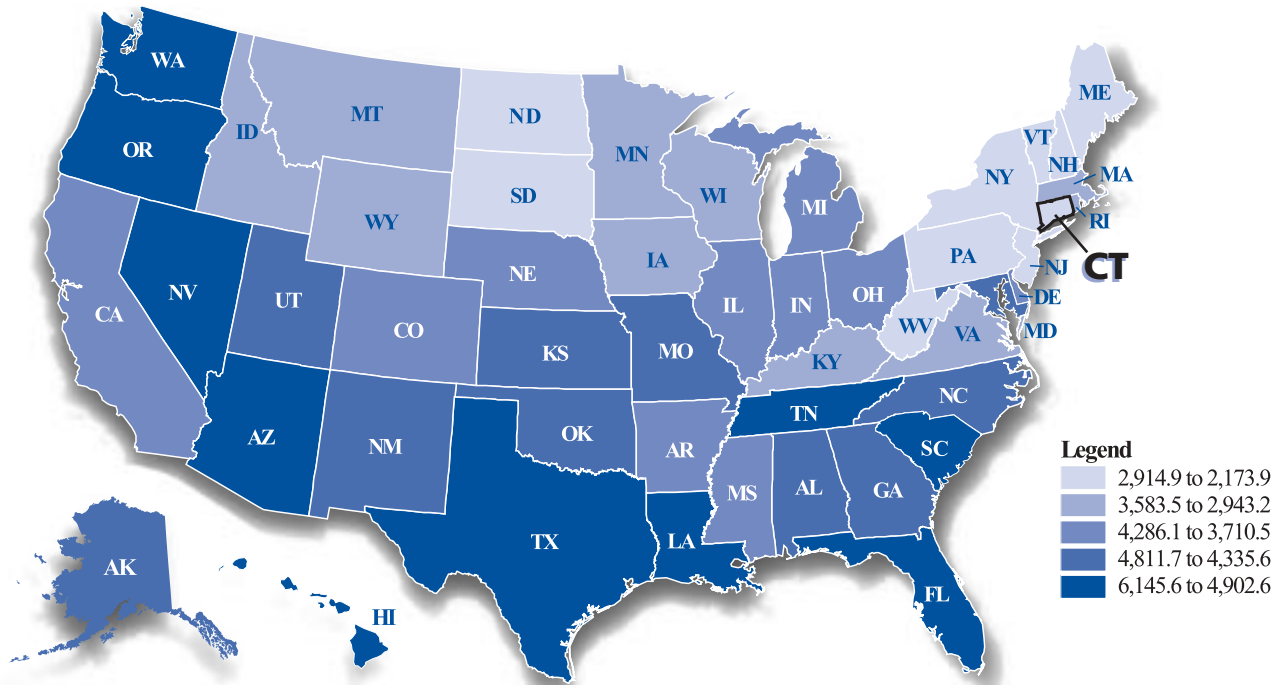 WA
OR
ID
MT
ND
SD
MN
WI
WY
CA
NV
UT
CO
NE
IA
KS
MO
IL
IN
MI
OH
KY
WV
VA
PA
NY
VT
NH
ME
MA
RI
CT
NJ
DE
MD
NC
TN
SC
AZ
NM
OK
AR
TX
LA
MS
AL
GA
FL
AK
HI
Legend
2,914.9 to 2,173.9
3,583.5 to 2,943.2
4,286.1 to 3,710.5
4,811.7 to 4,335.6
6,145.6 to 4,902.6